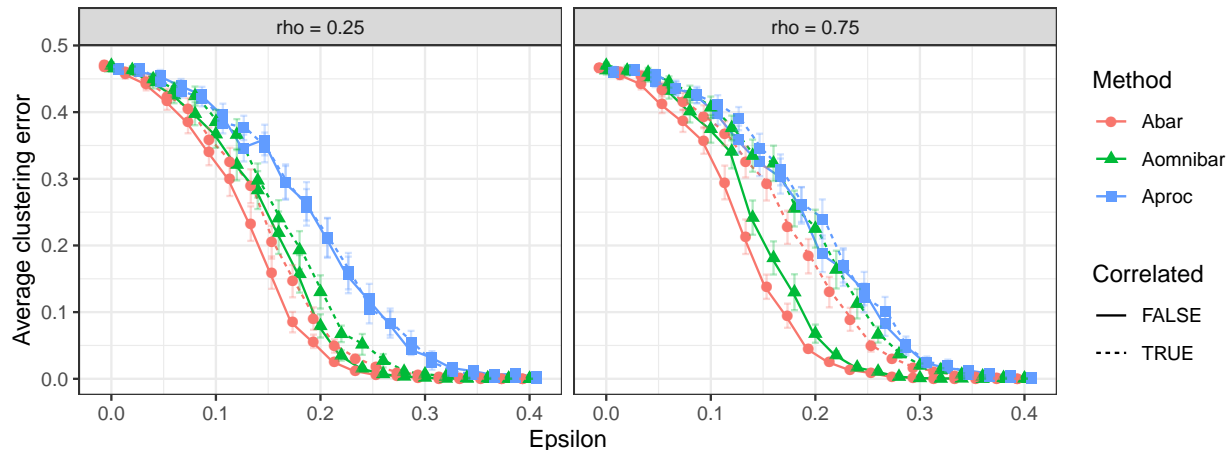 rho = 0.25
rho = 0.75
Average clustering error
0.5
0.4
0.3
0.2
0.1
0.0
0.0 0.1 0.2 0.3 0.4
0.0 0.1 0.2 0.3 0.4
Epsilon
Method
Abar
Aomnibar
Aproc
Correlated
FALSE
TRUE